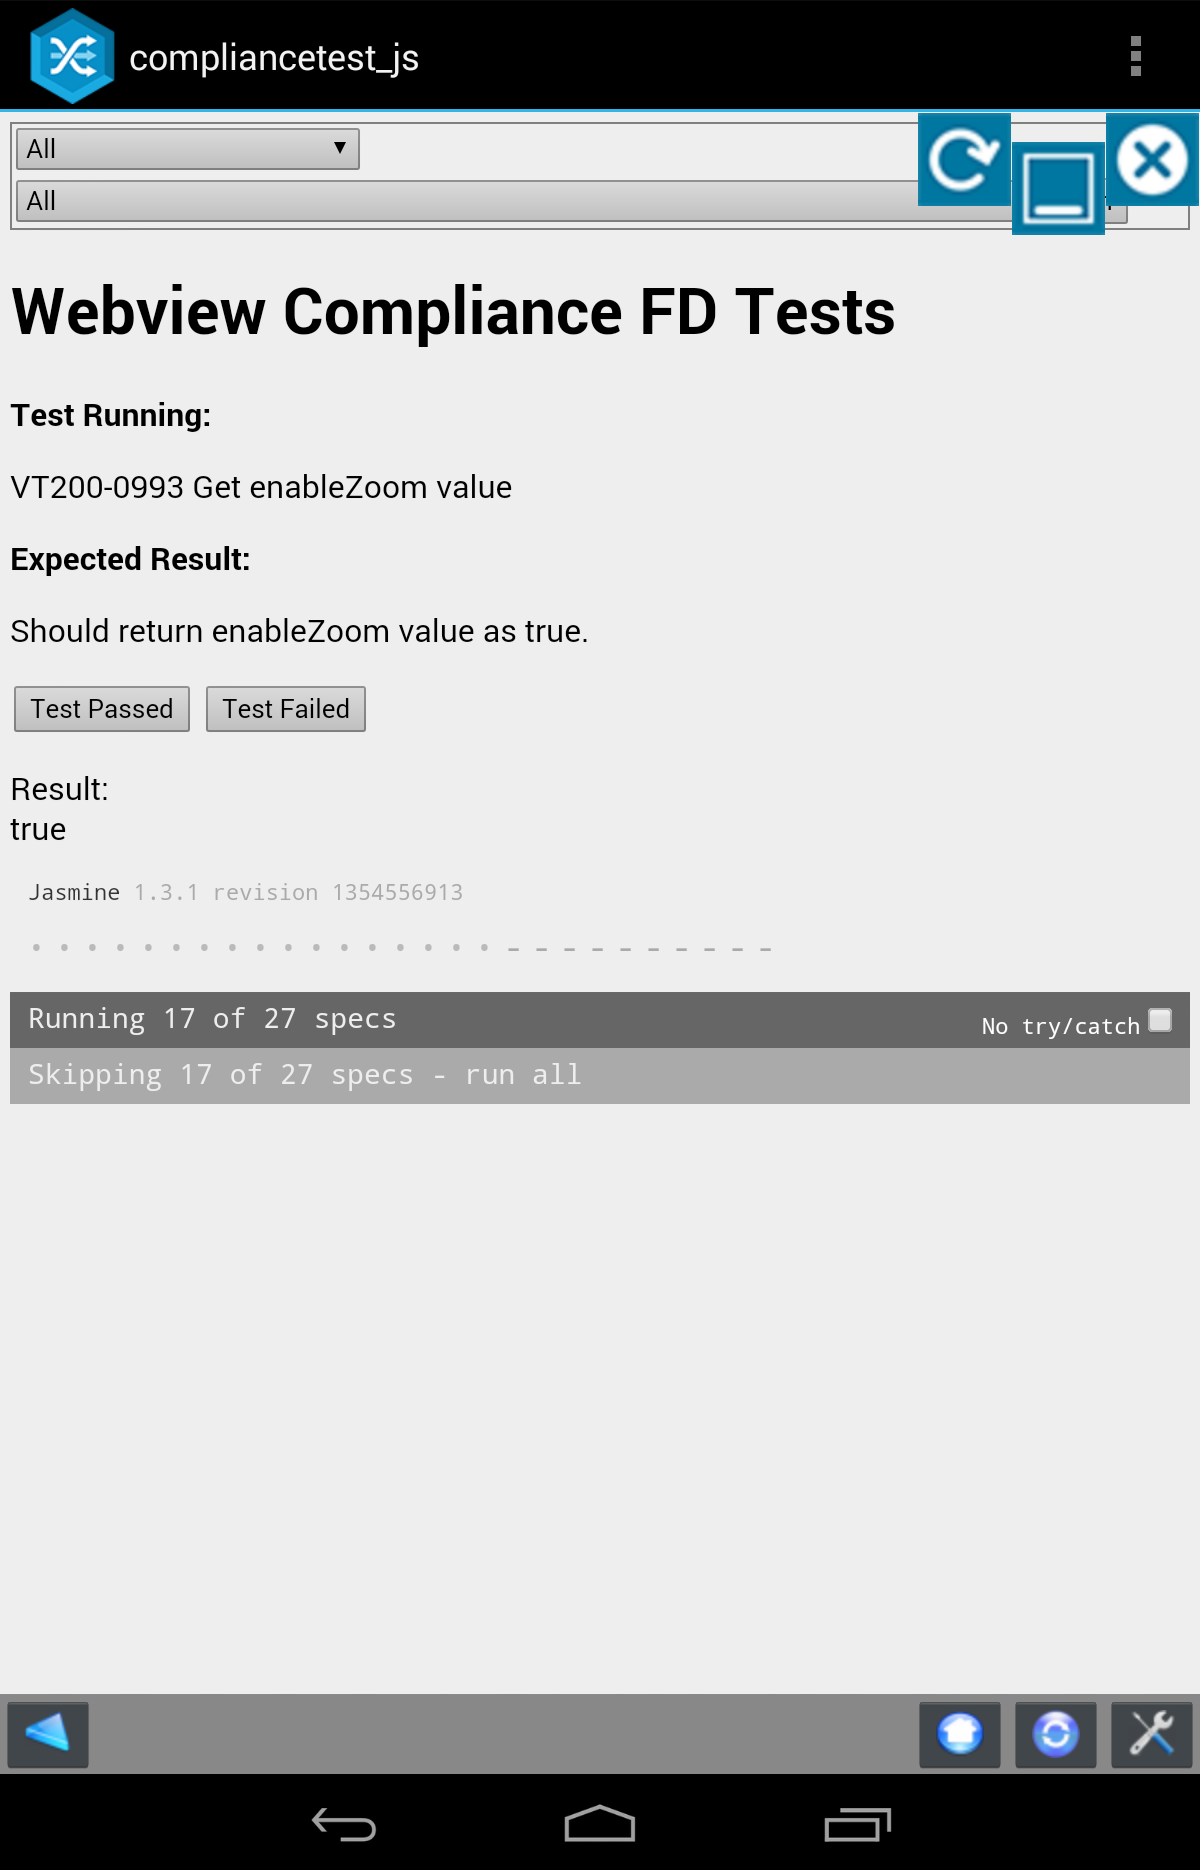 compliancetest_js
All
All
Webview Compliance FD Tests
Test Running:
VT200-0993 Get enableZoom value
Expected Result:
Should return enableZoom value as true.
Test Passed Test Failed
Result:
true
Jasmine 1.3.1 revision 1354556913
Running 17 of 27 specs No try/catch
Skipping 17 of 27 specs - run all